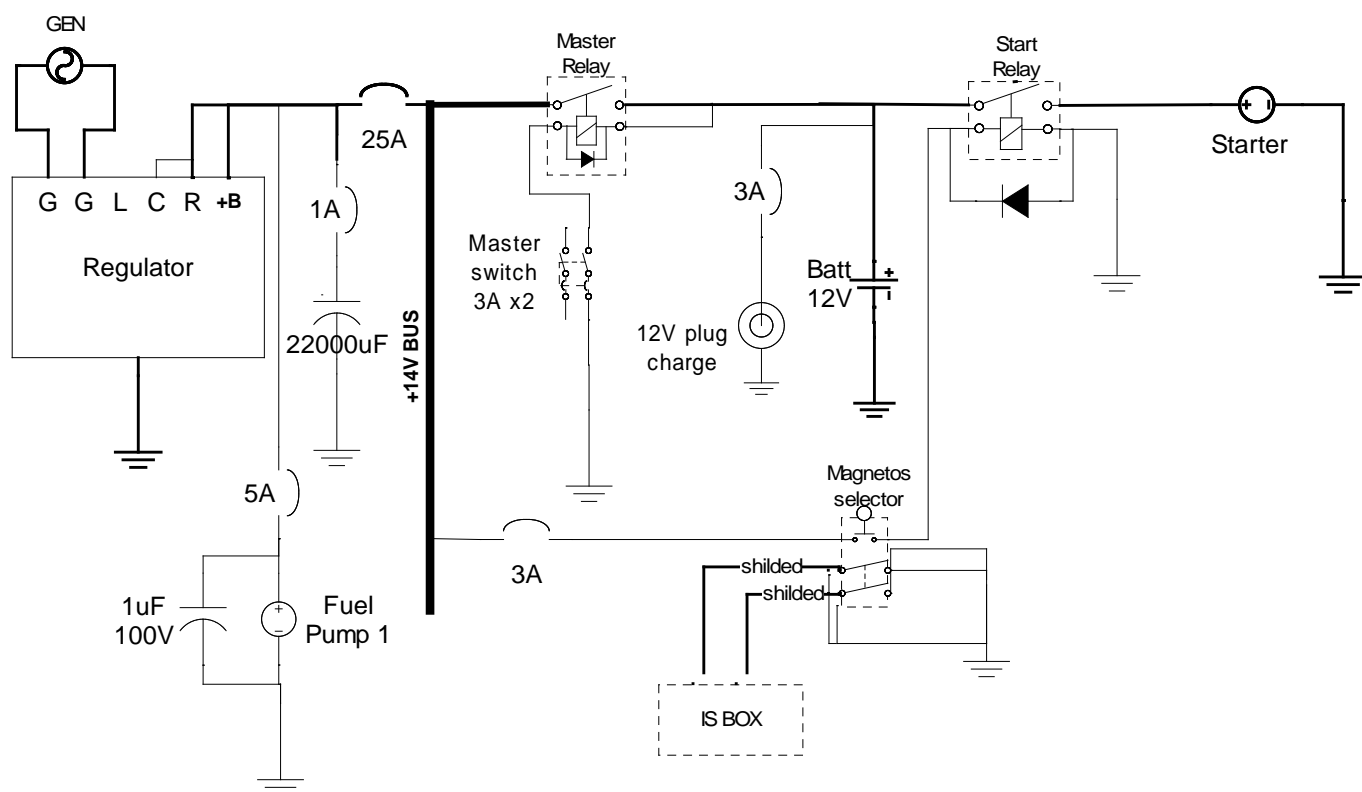 GEN
Master
Relay
Start
Relay
25A
Starter
G G L C R +B
1A
3A
Regulator
Master
switch
3A x2
Batt
12V
+
22000uF
+14V BUS
12V plug
charge
Magnetos
selector
5A
3A
shilded
shilded
1uF
100V
Fuel
Pump 1
IS BOX